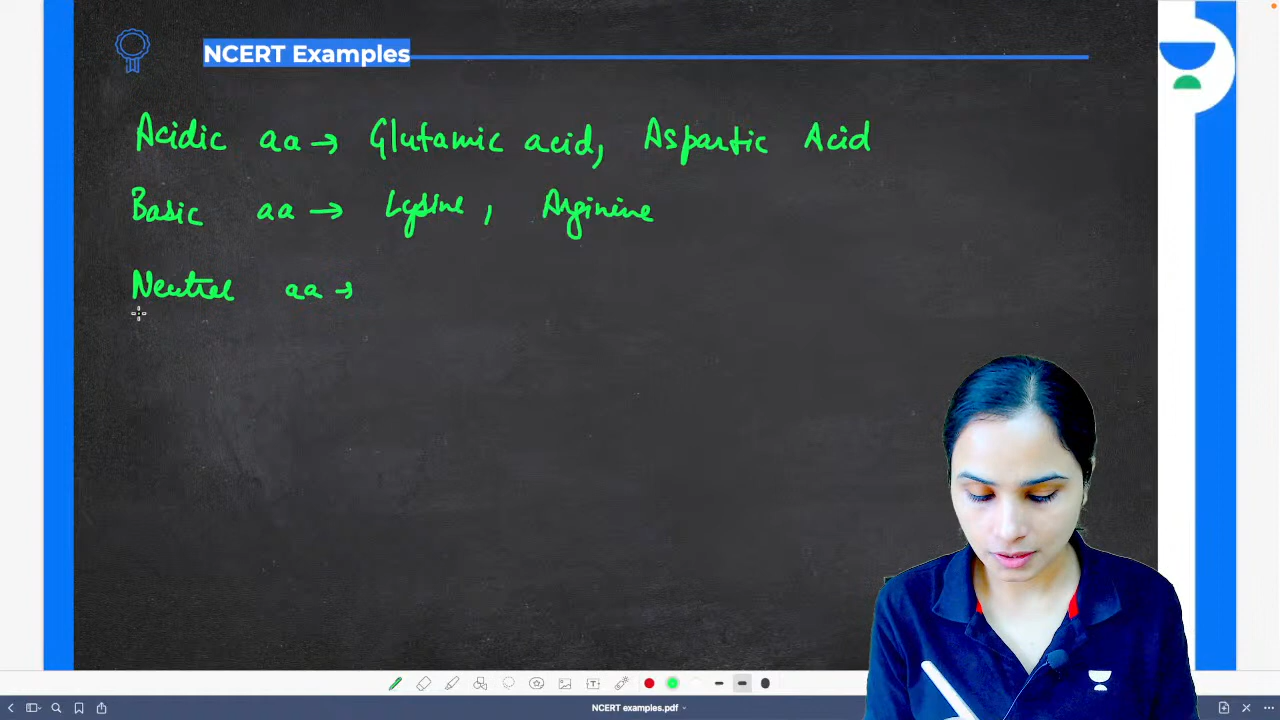 NCERT Examples
Acidic aa → Glutamic acid, Aspartic Acid
Basic aa → Lysine, Arginine
Neutral aa →
NCERT examples.pdf